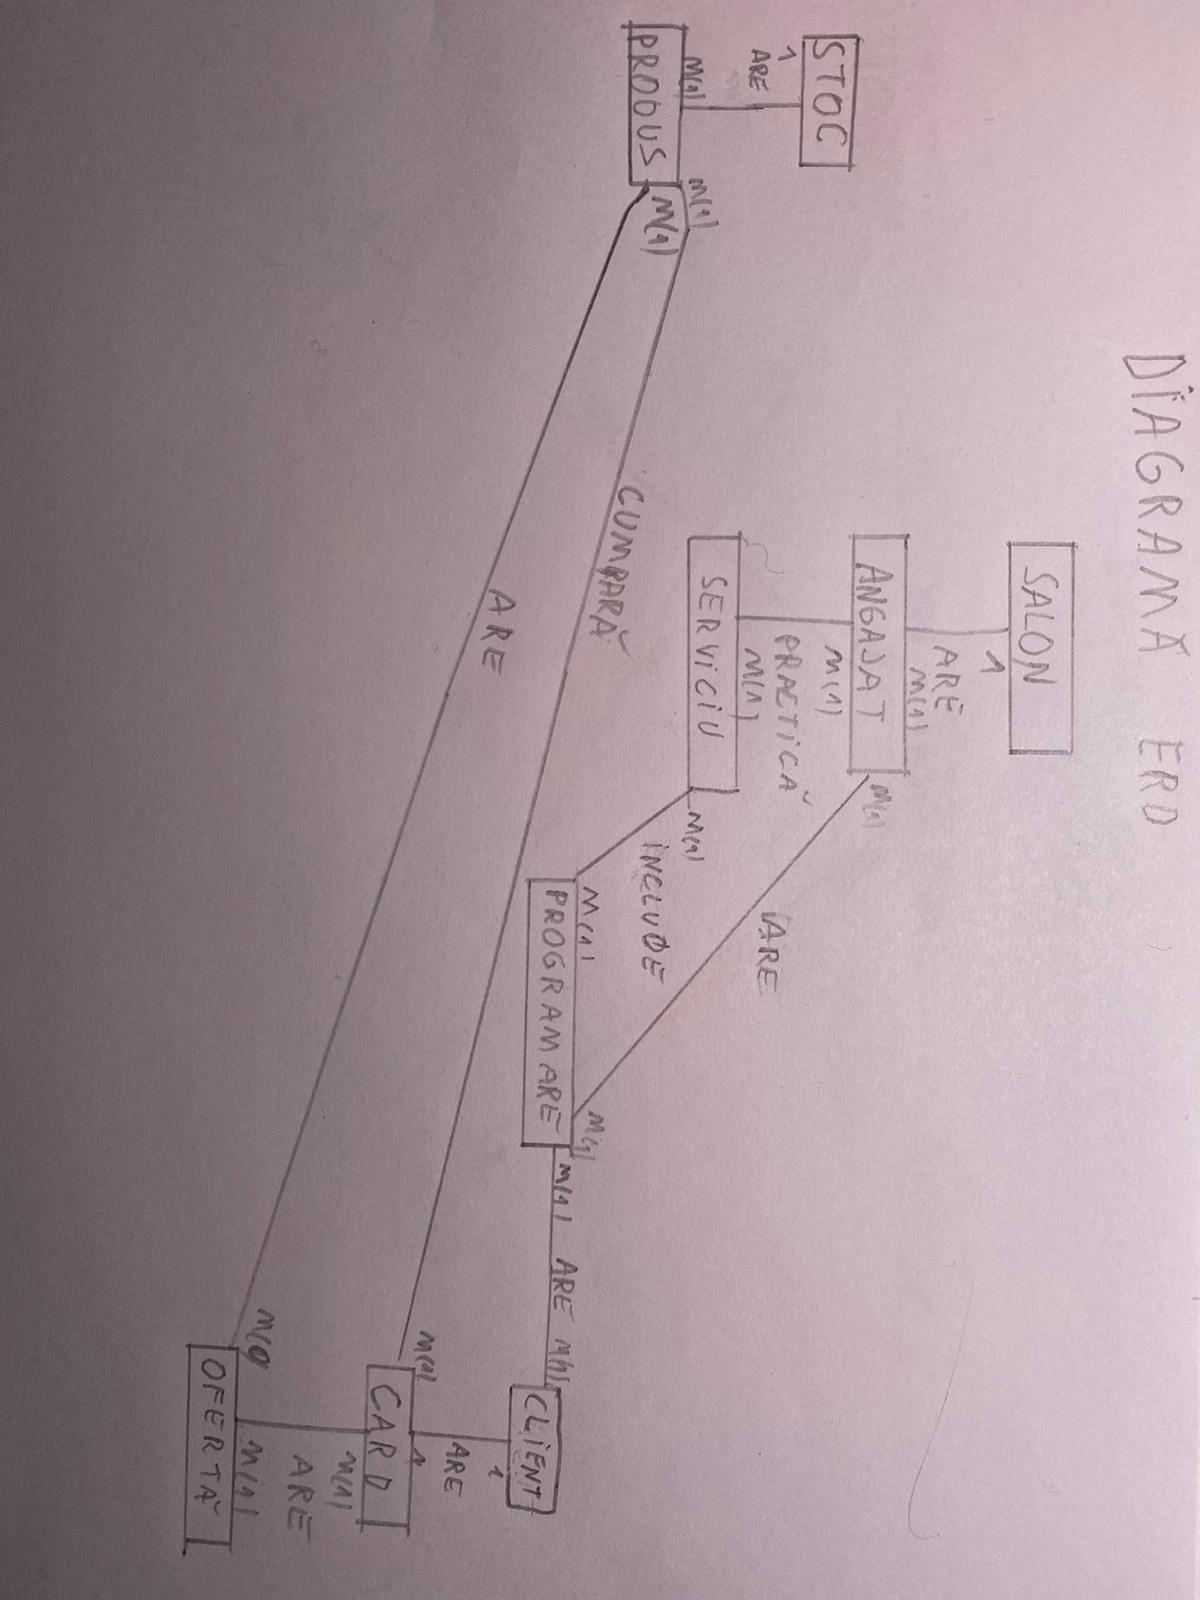 DIAGRAMĂ ERD
SALON
1
ARE
M(1)
STOC
1
ARE
M(1)
PRODUS
M(1)
M(1)
ANGAJAT
M(1)
M(1)
PRACTICĂ
M(1)
SERVICIU
ARE
M(1)
INCLUDE
M(1)
PROGRAMARE
M(1)
M(1) ARE M(1)
CLIENT
1
ARE
1
CUMPARĂ
M(1)
CARD
M(1)
ARE
M(1)
ARE
OFERTĂ